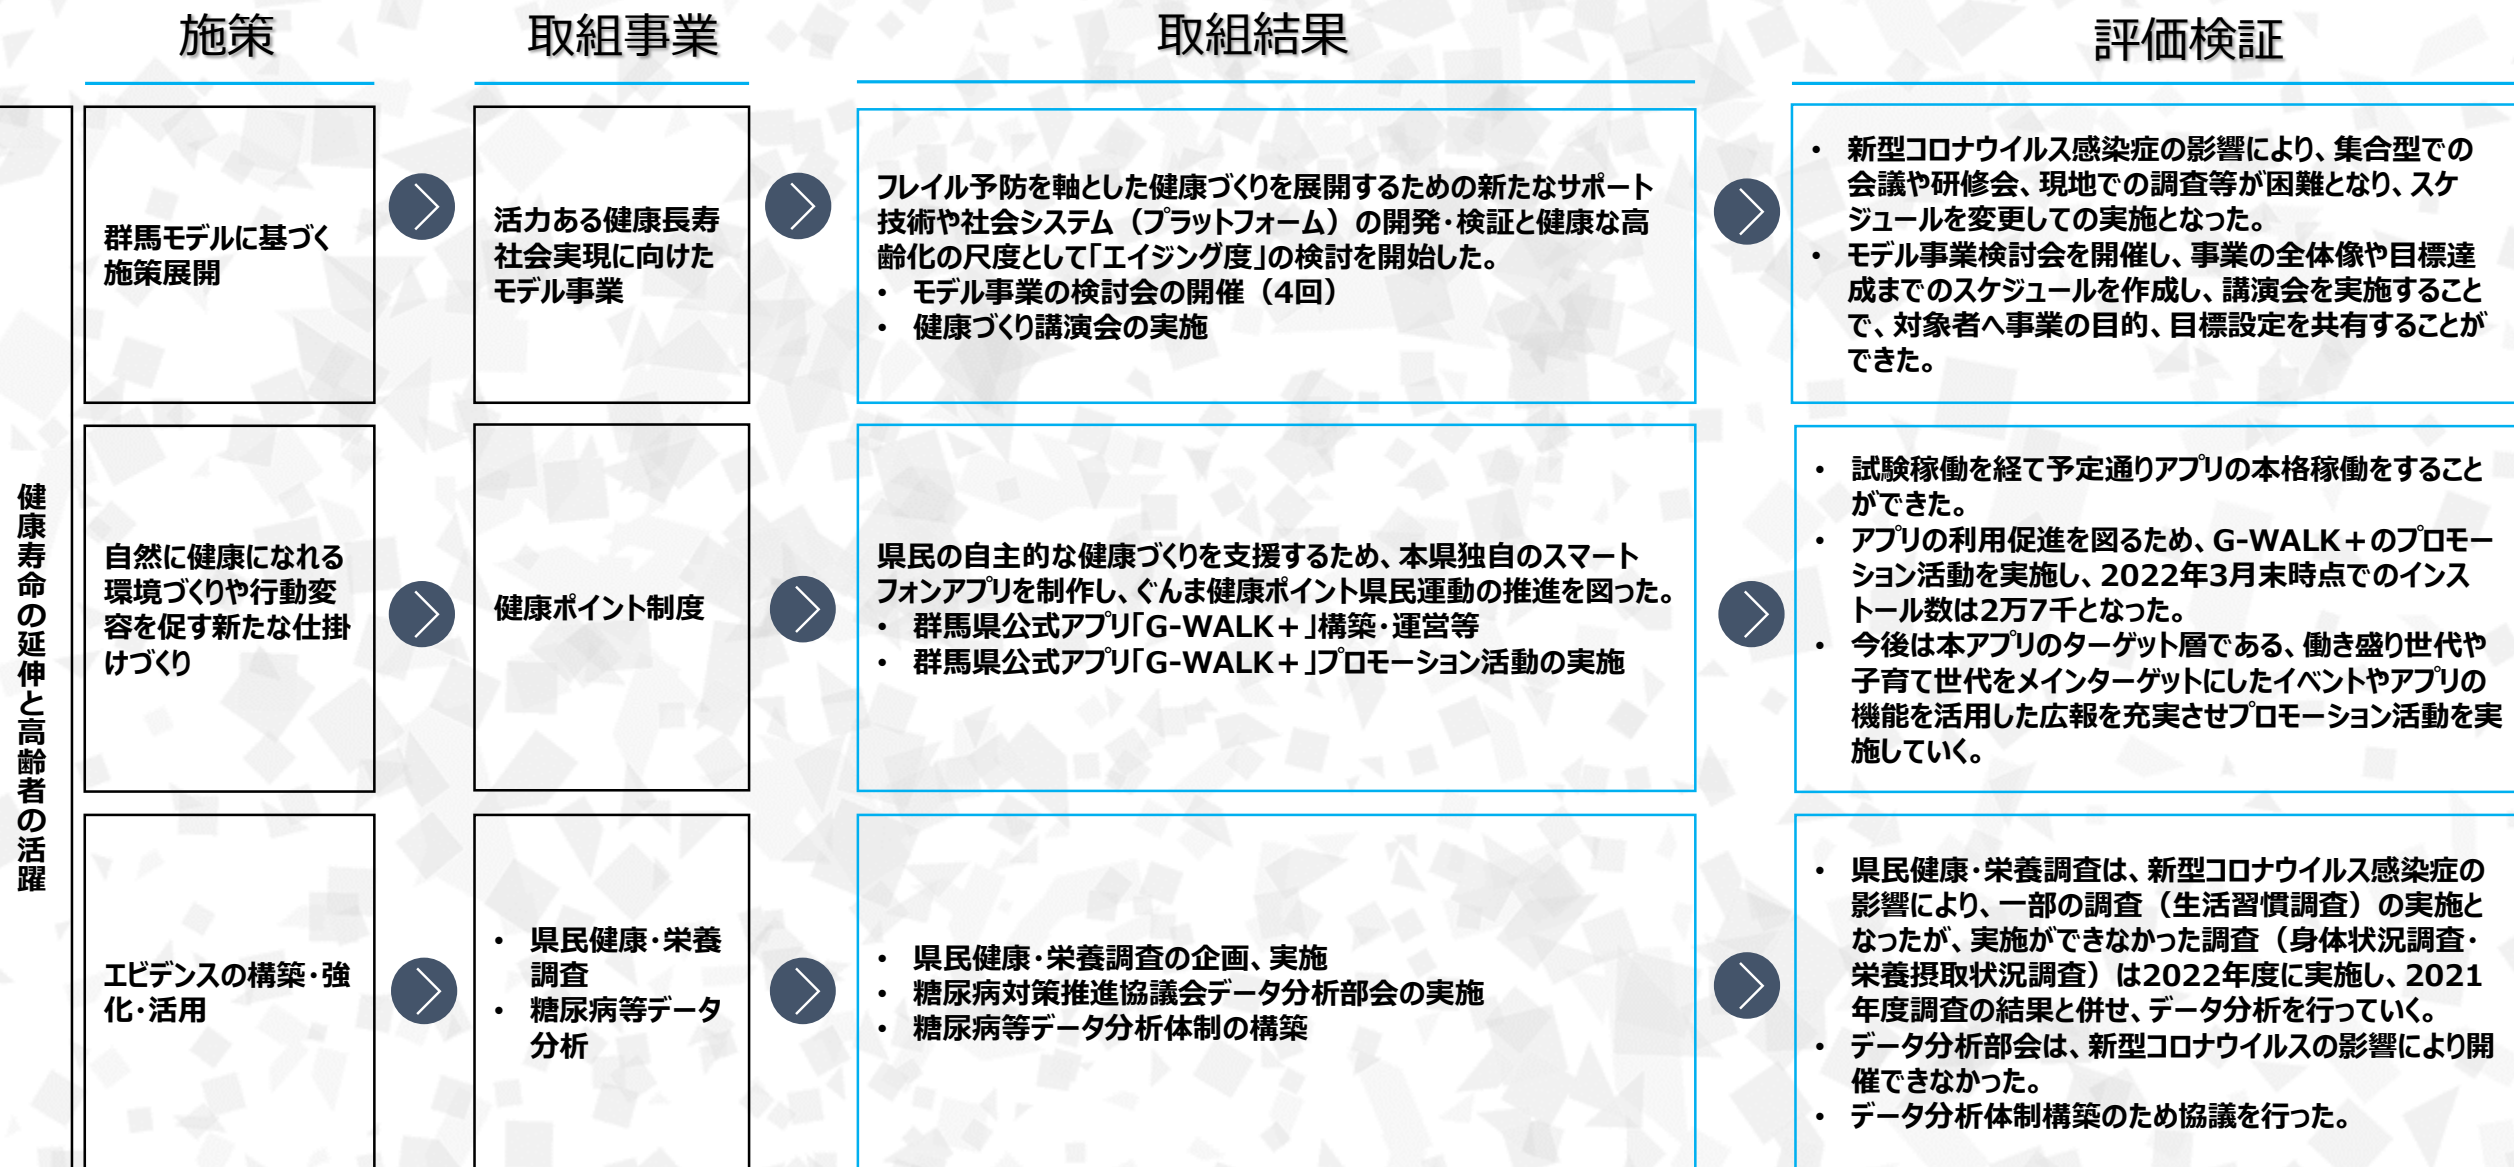 施策
取組事業
取組結果
評価検証
健康寿命の延伸と高齢者の活躍
群馬モデルに基づく
施策展開
活力ある健康長寿
社会実現に向けた
モデル事業
フレイル予防を軸とした健康づくりを展開するための新たなサポート
技術や社会システム（プラットフォーム）の開発・検証と健康な高
齢化の尺度として「エイジング度」の検討を開始した。
• モデル事業の検討会の開催（4回）
• 健康づくり講演会の実施
• 新型コロナウイルス感染症の影響により、集合型での
会議や研修会、現地での調査等が困難となり、スケ
ジュールを変更しての実施となった。
• モデル事業検討会を開催し、事業の全体像や目標達
成までのスケジュールを作成し、講演会を実施すること
で、対象者へ事業の目的、目標設定を共有することが
できた。
自然に健康になれる
環境づくりや行動変
容を促す新たな仕掛
けづくり
健康ポイント制度
県民の自主的な健康づくりを支援するため、本県独自のスマート
フォンアプリを制作し、ぐんま健康ポイント県民運動の推進を図った。
• 群馬県公式アプリ「G-WALK＋」構築・運営等
• 群馬県公式アプリ「G-WALK＋」プロモーション活動の実施
• 試験稼働を経て予定通りアプリの本格稼働をすること
ができた。
• アプリの利用促進を図るため、G-WALK＋のプロモー
ション活動を実施し、2022年3月末時点でのインス
トール数は2万7千となった。
• 今後は本アプリのターゲット層である、働き盛り世代や
子育て世代をメインターゲットにしたイベントやアプリの
機能を活用した広報を充実させプロモーション活動を実
施していく。
エビデンスの構築・強
化・活用
• 県民健康・栄養
調査
• 糖尿病等データ
分析
• 県民健康・栄養調査の企画、実施
• 糖尿病対策推進協議会データ分析部会の実施
• 糖尿病等データ分析体制の構築
• 県民健康・栄養調査は、新型コロナウイルス感染症の
影響により、一部の調査（生活習慣調査）の実施と
なったが、実施ができなかった調査（身体状況調査・
栄養摂取状況調査）は2022年度に実施し、2021
年度調査の結果と併せ、データ分析を行っていく。
• データ分析部会は、新型コロナウイルスの影響により開
催できなかった。
• データ分析体制構築のため協議を行った。